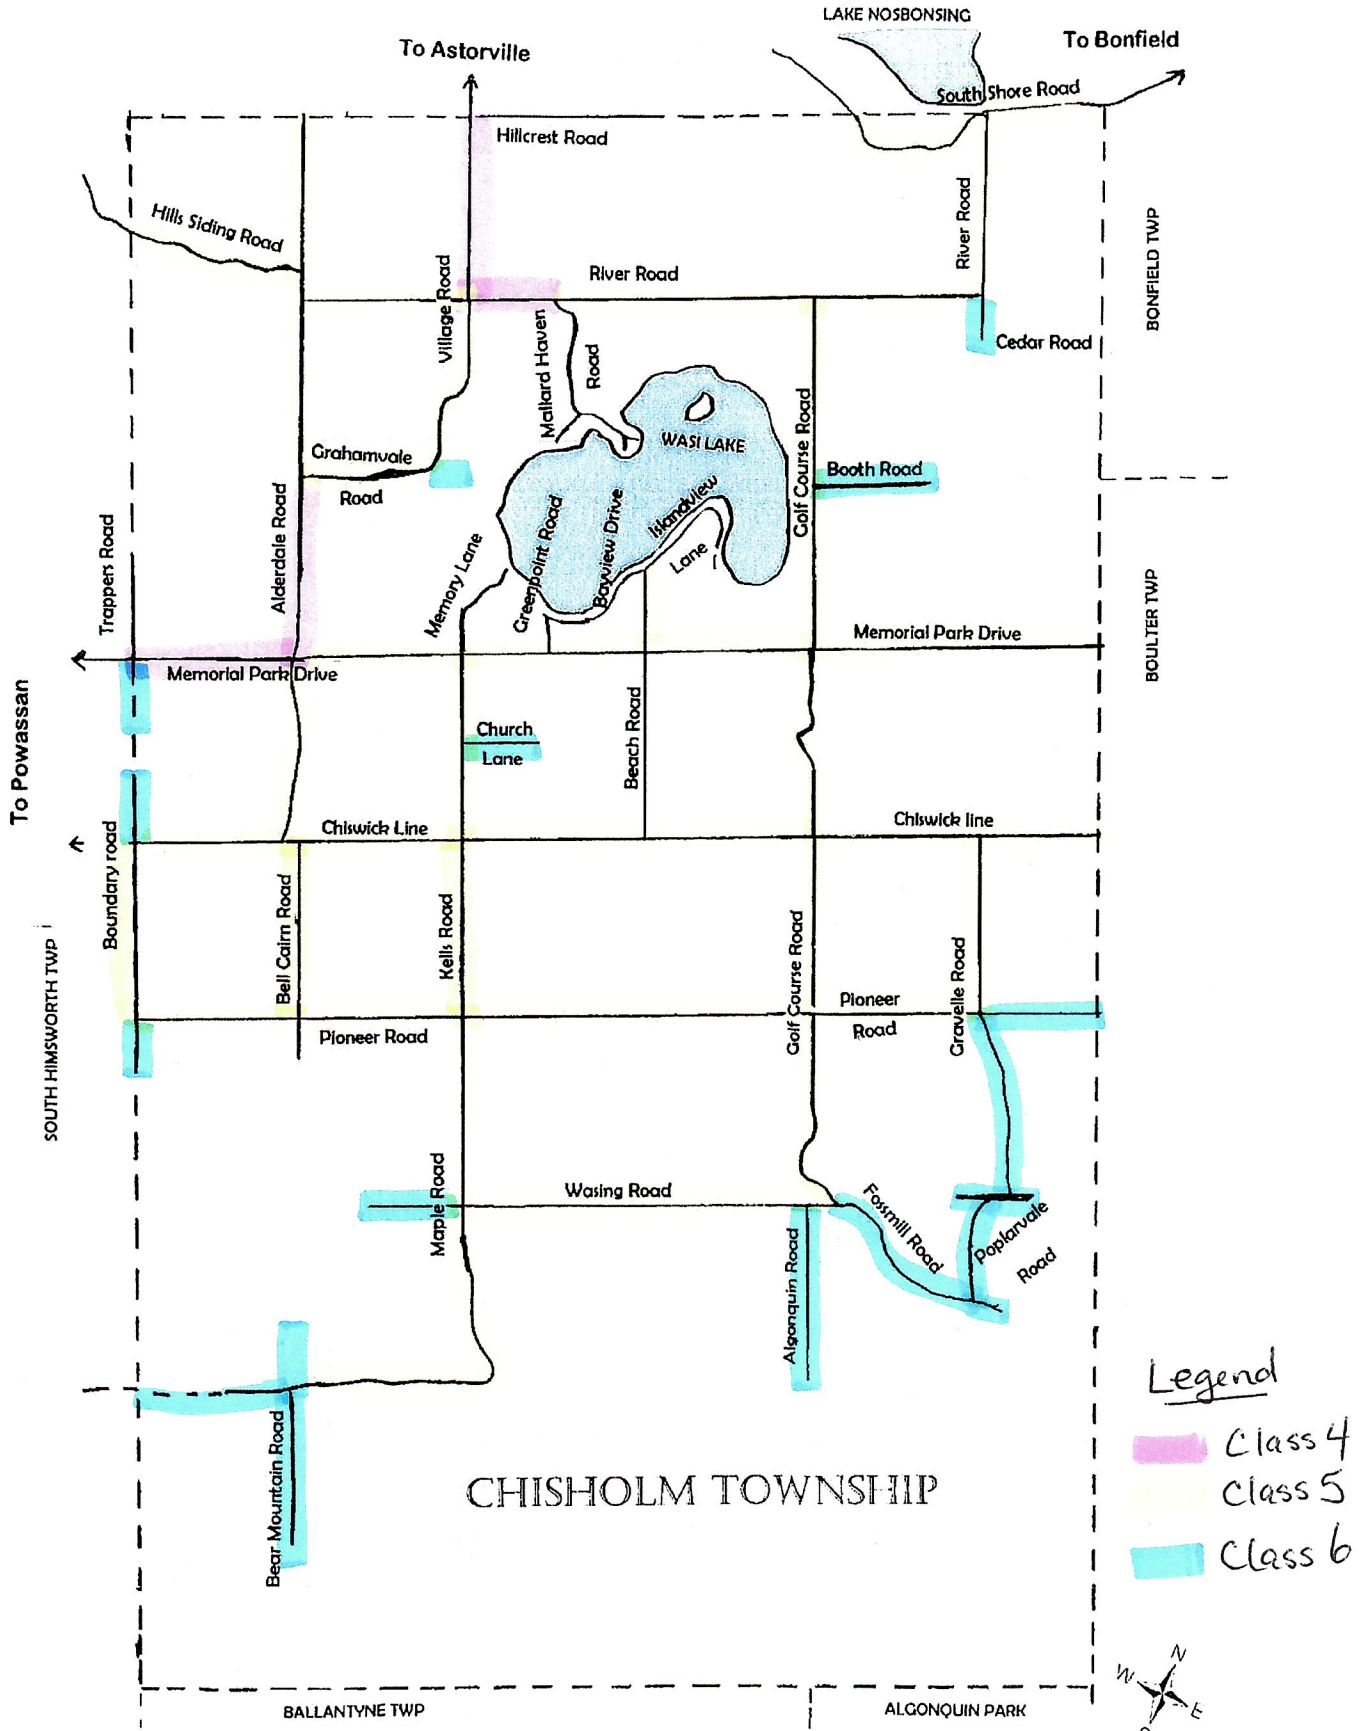 LAKE NOSBONSING
To Bonfield
To Astorville
South Shore Road
Hillcrest Road
River Road
Hills Siding Road
BONFIELD TWP
River Road
Village Road
Cedar Road
Mallard Haven
Road
WASI LAKE
Golf Course Road
Grahamvale
Road
Booth Road
Alderdale Road
Islandview
Lane
Bayview Drive
Greenpoint Road
Memory Lane
Trappers Road
BOULTER TWP
Memorial Park Drive
Memorial Park Drive
To Powassan
Church
Lane
Beach Road
Chiswick Line
Chiswick line
Boundary road
Bell Cairn Road
Kells Road
Golf Course Road
Gravelle Road
SOUTH HIMSWORTH TWP
Pioneer
Road
Pioneer Road
Maple Road
Wasing Road
Fossmill Road
Poplarvale
Road
Algonquin Road
Legend
Class 4
Class 5
Class 6
Bear Mountain Road
CHISHOLM TOWNSHIP
N
W
E
BALLANTYNE TWP
ALGONQUIN PARK